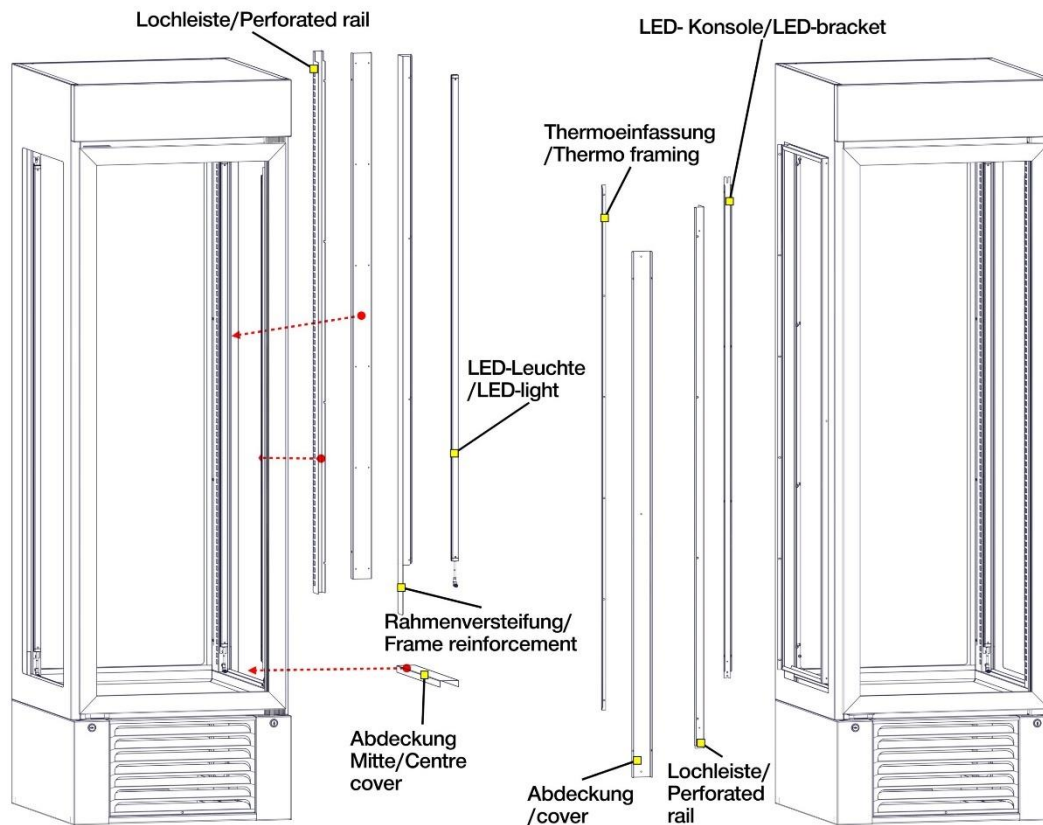 Lochleiste/Perforated rail
LED- Konsole/LED-bracket
Thermoeinfassung
/Thermo framing
LED-Leuchte
/LED-light
Rahmenversteifung/
Frame reinforcement
Abdeckung
Mitte/Centre
cover
Abdeckung
/cover
Lochleiste/
Perforated
rail